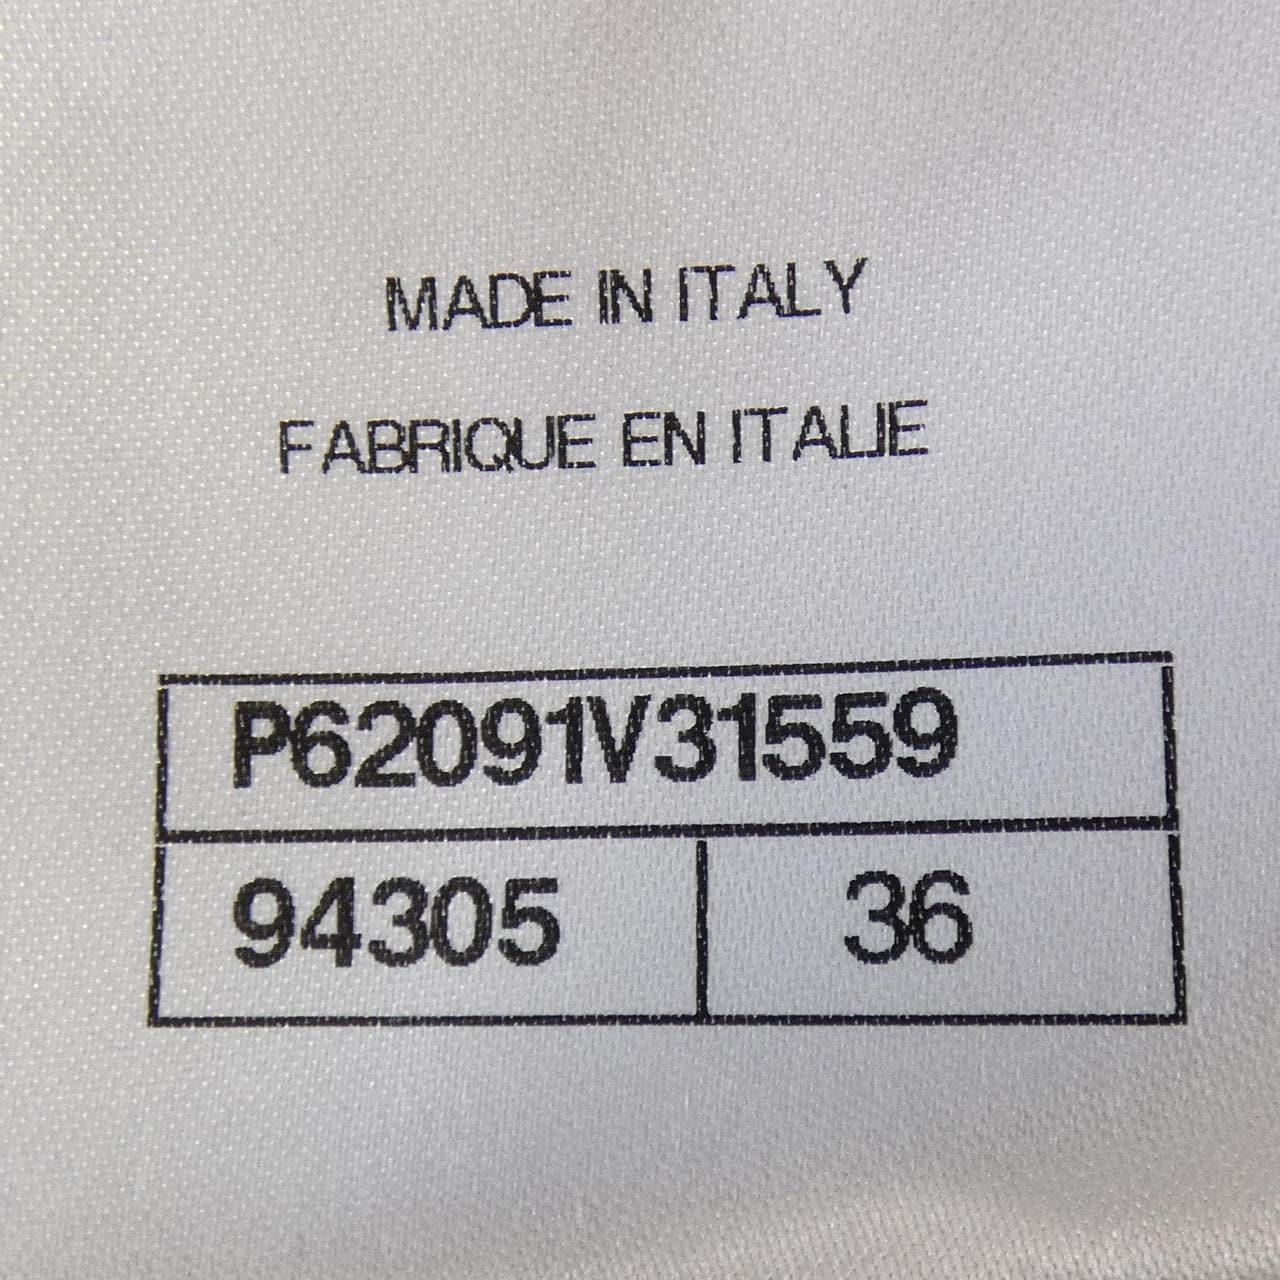 MADE IN ITALY
FABRIQUE EN ITALIE
P62091V31559
94305 36